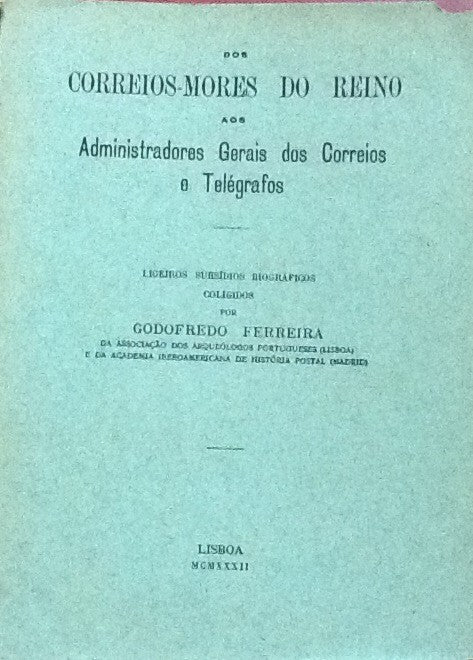 DOS
CORREIOS-MORES DO REINO
AOS
Administradores Gerais dos Correios
e Telégrafos
LIGEIROS SUBSÍDIOS BIOGRÁFICOS
COLIGIDOS
POR
GODOFREDO FERREIRA
DA ASSOCIAÇÃO DOS ARQUEÓLOGOS PORTUGUESES (LISBOA)
E DA ACADEMIA IBEROAMERICANA DE HISTÓRIA POSTAL (MADRID)
LISBOA
MCMXXXII